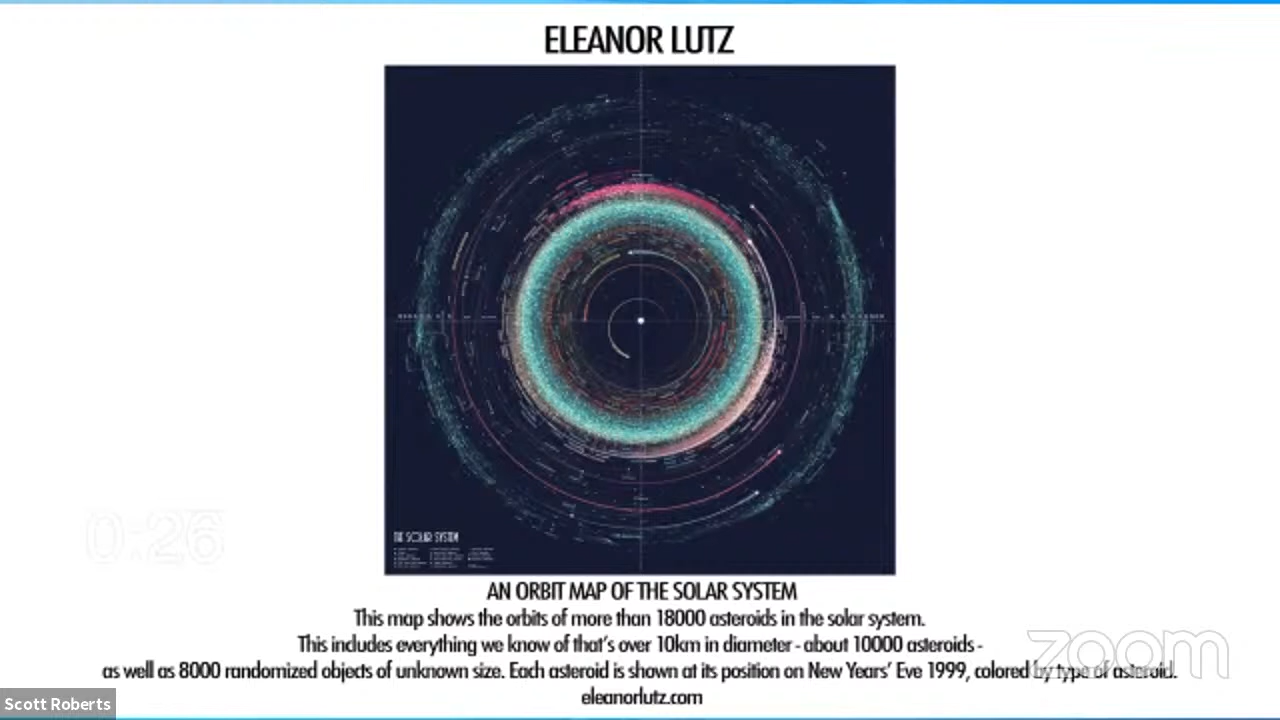 ELEANOR LUTZ
THE SOLAR SYSTEM
0:26
AN ORBIT MAP OF THE SOLAR SYSTEM
This map shows the orbits of more than 18000 asteroids in the solar system.
This includes everything we know of that's over 10km in diameter - about 10000 asteroids -
as well as 8000 randomized objects of unknown size. Each asteroid is shown at its position on New Years' Eve 1999, colored by type of asteroid.
eleanorlutz.com
zoom
Scott Roberts